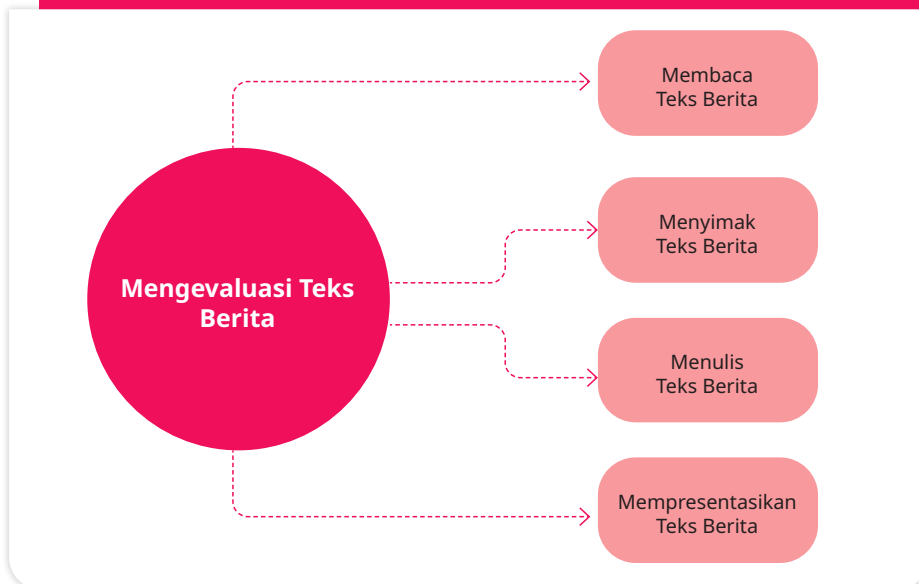 Membaca
Teks Berita
Menyimak
Teks Berita
Mengevaluasi Teks
Berita
Menulis
Teks Berita
Mempresentasikan
Teks Berita